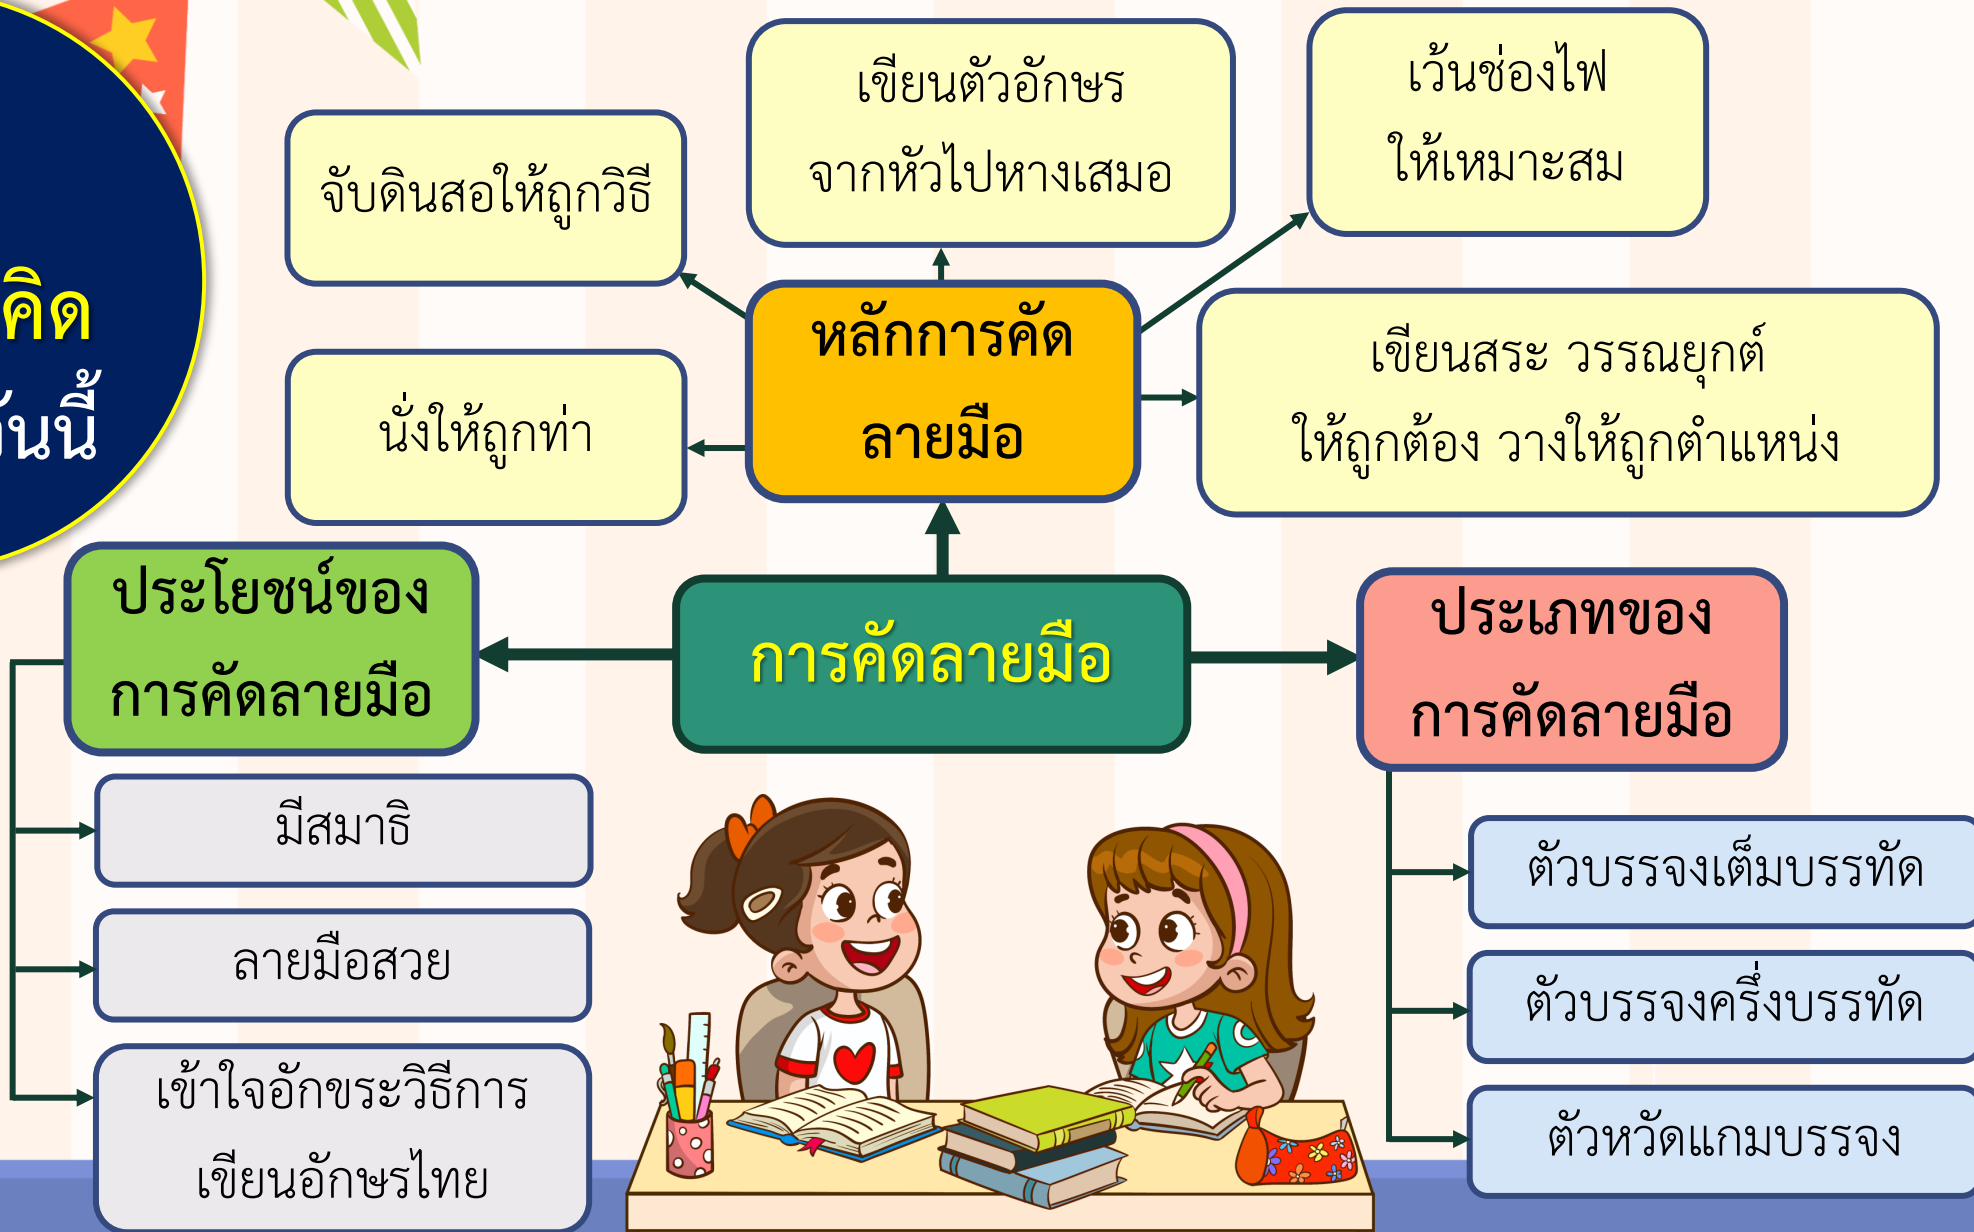 คิด
วันนี้
จับดินสอให้ถูกวิธี
เขียนตัวอักษร
จากหัวไปหางเสมอ
เว้นช่องไฟ
ให้เหมาะสม
นั่งให้ถูกท่า
หลักการคัด
ลายมือ
เขียนสระ วรรณยุกต์
ให้ถูกต้อง วางให้ถูกตำแหน่ง
ประโยชน์ของ
การคัดลายมือ
การคัดลายมือ
ประเภทของ
การคัดลายมือ
มีสมาธิ
ลายมือสวย
เข้าใจอักขระวิธีการ
เขียนอักษรไทย
ตัวบรรจงเต็มบรรทัด
ตัวบรรจงครึ่งบรรทัด
ตัวหวัดแกมบรรจง